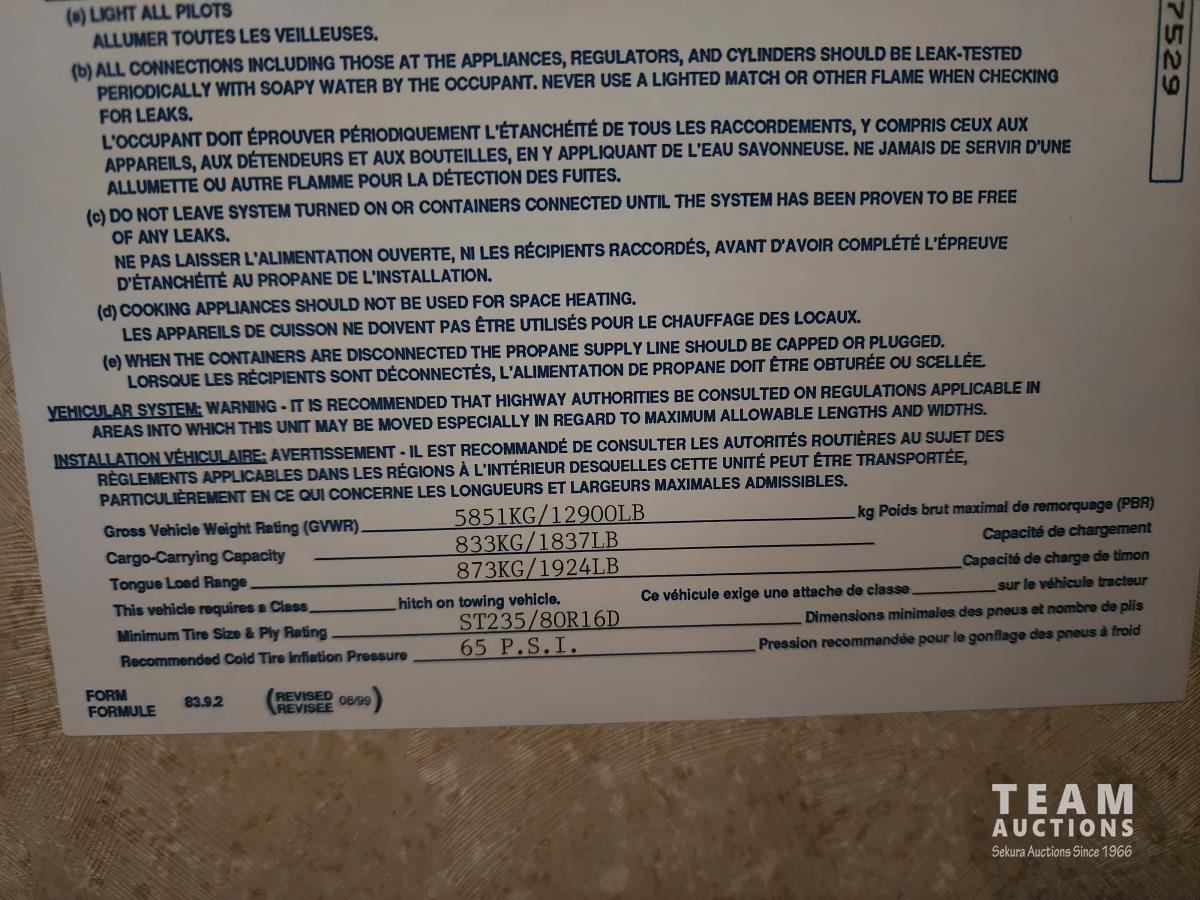 (a) LIGHT ALL PILOTS
ALLUMER TOUTES LES VEILLEUSES.
(b) ALL CONNECTIONS INCLUDING THOSE AT THE APPLIANCES, REGULATORS, AND CYLINDERS SHOULD BE LEAK-TESTED
PERIODICALLY WITH SOAPY WATER BY THE OCCUPANT. NEVER USE A LIGHTED MATCH OR OTHER FLAME WHEN CHECKING
FOR LEAKS.
L'OCCUPANT DOIT ÉPROUVER PÉRIODIQUEMENT L'ÉTANCHÉITÉ DE TOUS LES RACCORDEMENTS, Y COMPRIS CEUX AUX
APPAREILS, AUX DÉTENDEURS ET AUX BOUTEILLES, EN Y APPLIQUANT DE L'EAU SAVONNEUSE. NE JAMAIS DE SERVIR D'UNE
ALLUMETTE OU AUTRE FLAMME POUR LA DÉTECTION DES FUITES.
(c) DO NOT LEAVE SYSTEM TURNED ON OR CONTAINERS CONNECTED UNTIL THE SYSTEM HAS BEEN PROVEN TO BE FREE
OF ANY LEAKS.
NE PAS LAISSER L'ALIMENTATION OUVERTE, NI LES RÉCIPIENTS RACCORDÉS, AVANT D'AVOIR COMPLÉTÉ L'ÉPREUVE
D'ÉTANCHÉITÉ AU PROPANE DE L'INSTALLATION.
(d) COOKING APPLIANCES SHOULD NOT BE USED FOR SPACE HEATING.
LES APPAREILS DE CUISSON NE DOIVENT PAS ÊTRE UTILISÉS POUR LE CHAUFFAGE DES LOCAUX.
(e) WHEN THE CONTAINERS ARE DISCONNECTED THE PROPANE SUPPLY LINE SHOULD BE CAPPED OR PLUGGED.
LORSQUE LES RÉCIPIENTS SONT DÉCONNECTÉS, L'ALIMENTATION DE PROPANE DOIT ÊTRE OBTURÉE OU SCELLÉE.
VEHICULAR SYSTEM: WARNING - IT IS RECOMMENDED THAT HIGHWAY AUTHORITIES BE CONSULTED ON REGULATIONS APPLICABLE IN
AREAS INTO WHICH THIS UNIT MAY BE MOVED ESPECIALLY IN REGARD TO MAXIMUM ALLOWABLE LENGTHS AND WIDTHS.
INSTALLATION VÉHICULAIRE: AVERTISSEMENT - IL EST RECOMMANDÉ DE CONSULTER LES AUTORITÉS ROUTIÈRES AU SUJET DES
RÈGLEMENTS APPLICABLES DANS LES RÉGIONS À L'INTÉRIEUR DESQUELLES CETTE UNITÉ PEUT ÊTRE TRANSPORTÉE,
PARTICULIÈREMENT EN CE QUI CONCERNE LES LONGUEURS ET LARGEURS MAXIMALES ADMISSIBLES.
Gross Vehicle Weight Rating (GVWR) 5851KG/12900LB kg Poids brut maximal de remorquage (PBR)
Cargo-Carrying Capacity 833KG/1837LB Capacité de chargement
Tongue Load Range 873KG/1924LB Capacité de charge de timon
This vehicle requires a Class______ hitch on towing vehicle. Ce véhicule exige une attache de classe______ sur le véhicule tracteur
Minimum Tire Size & Ply Rating ST235/80R16D Dimensions minimales des pneus et nombre de plis
Recommended Cold Tire Inflation Pressure 65 P.S.I. Pression recommandée pour le gonflage des pneus à froid
FORM 83.9.2 (REVISED 08/99)
FORMULE REVISEE
7529
TEAM
AUCTIONS
Sekura Auctions Since 1966